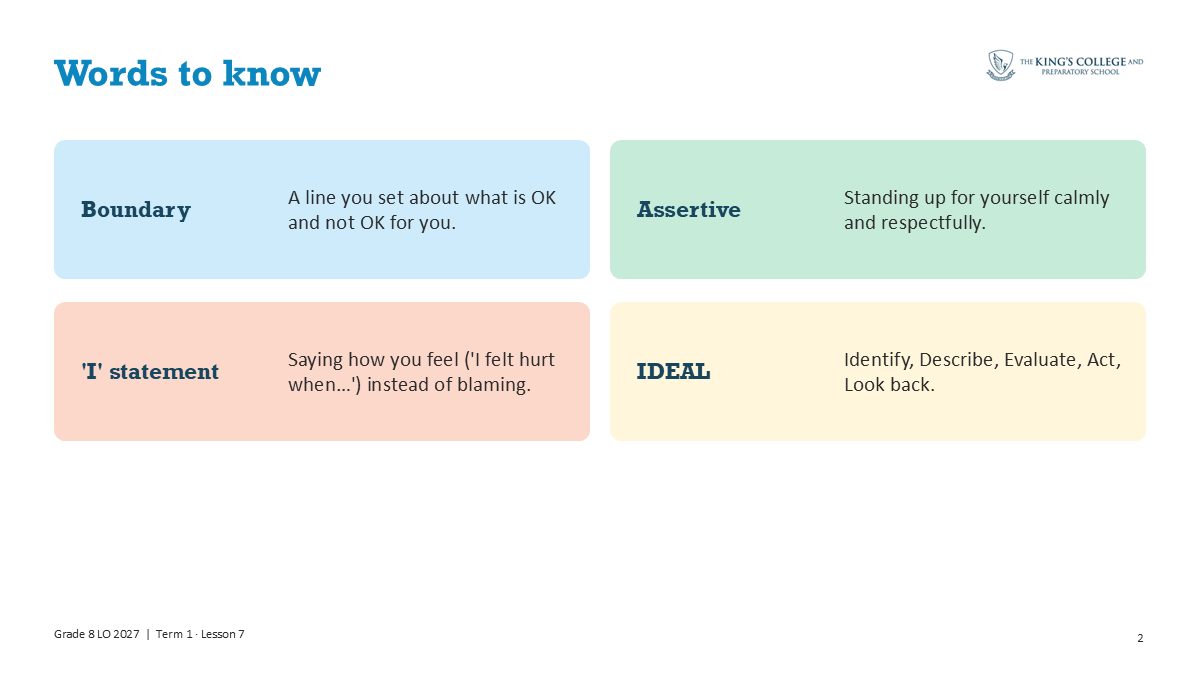 Words to know
THE KING'S COLLEGE AND
PREPARATORY SCHOOL
Boundary
A line you set about what is OK
and not OK for you.
Assertive
Standing up for yourself calmly
and respectfully.
'I' statement
Saying how you feel ('I felt hurt
when...') instead of blaming.
IDEAL
Identify, Describe, Evaluate, Act,
Look back.
Grade 8 LO 2027 | Term 1 · Lesson 7
2